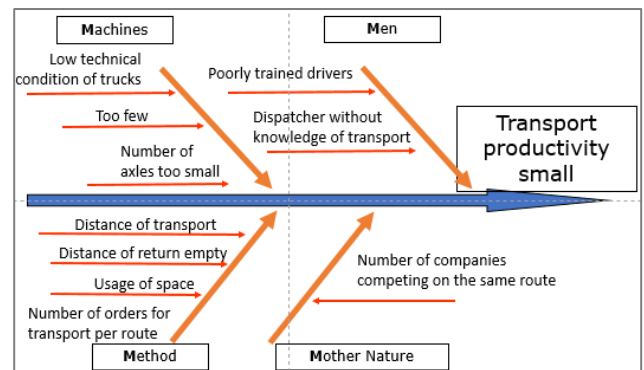 Machines
Men
Low technical
condition of trucks
Too few
Number of
axles too small
Poorly trained drivers
Dispatcher without
knowledge of transport
Transport
productivity
small
Distance of transport
Distance of return empty
Usage of space
Number of orders for
transport per route
Number of companies
competing on the same route
Method
Mother Nature